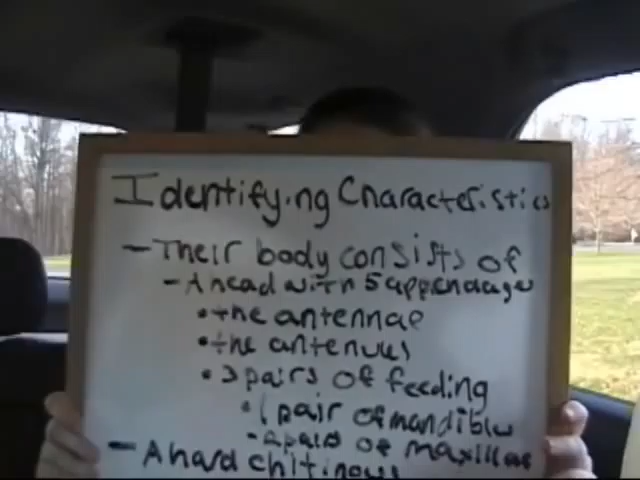 Identifying Characteristics
- Their body consists of
- A head with 5 appendages
• the antennae
• the antenules
• 3 pairs of feeding
• 1 pair of mandible
- 2 pairs of maxillae
- A hard chitinous